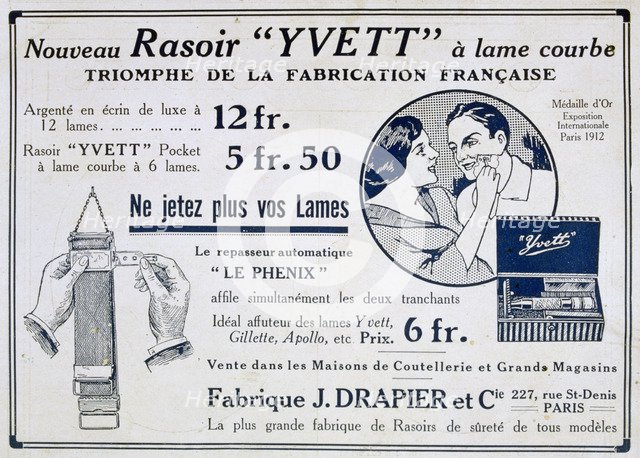 Nouveau Rasoir "YVETT" à lame courbe
TRIOMPHE DE LA FABRICATION FRANÇAISE
Argenté en écrin de luxe à
12 lames. ... ... ... ... ... 12 fr.
Rasoir "YVETT" Pocket
à lame courbe à 6 lames. 5 fr. 50
Médaille d'Or
Exposition
Internationale
Paris 1912
Ne jetez plus vos Lames
"Yvett"
Le repasseur automatique
"LE PHENIX"
affile simultanément les deux tranchants
Idéal affuteur des lames Yvett,
Gillette, Apollo, etc. Prix. 6 fr.
Vente dans les Maisons de Coutellerie et Grands Magasins
Fabrique J. DRAPIER et Cie 227, rue St-Denis
PARIS
La plus grande fabrique de Rasoirs de sûreté de tous modèles
Heritage
Heritage
Heritage
Heritage